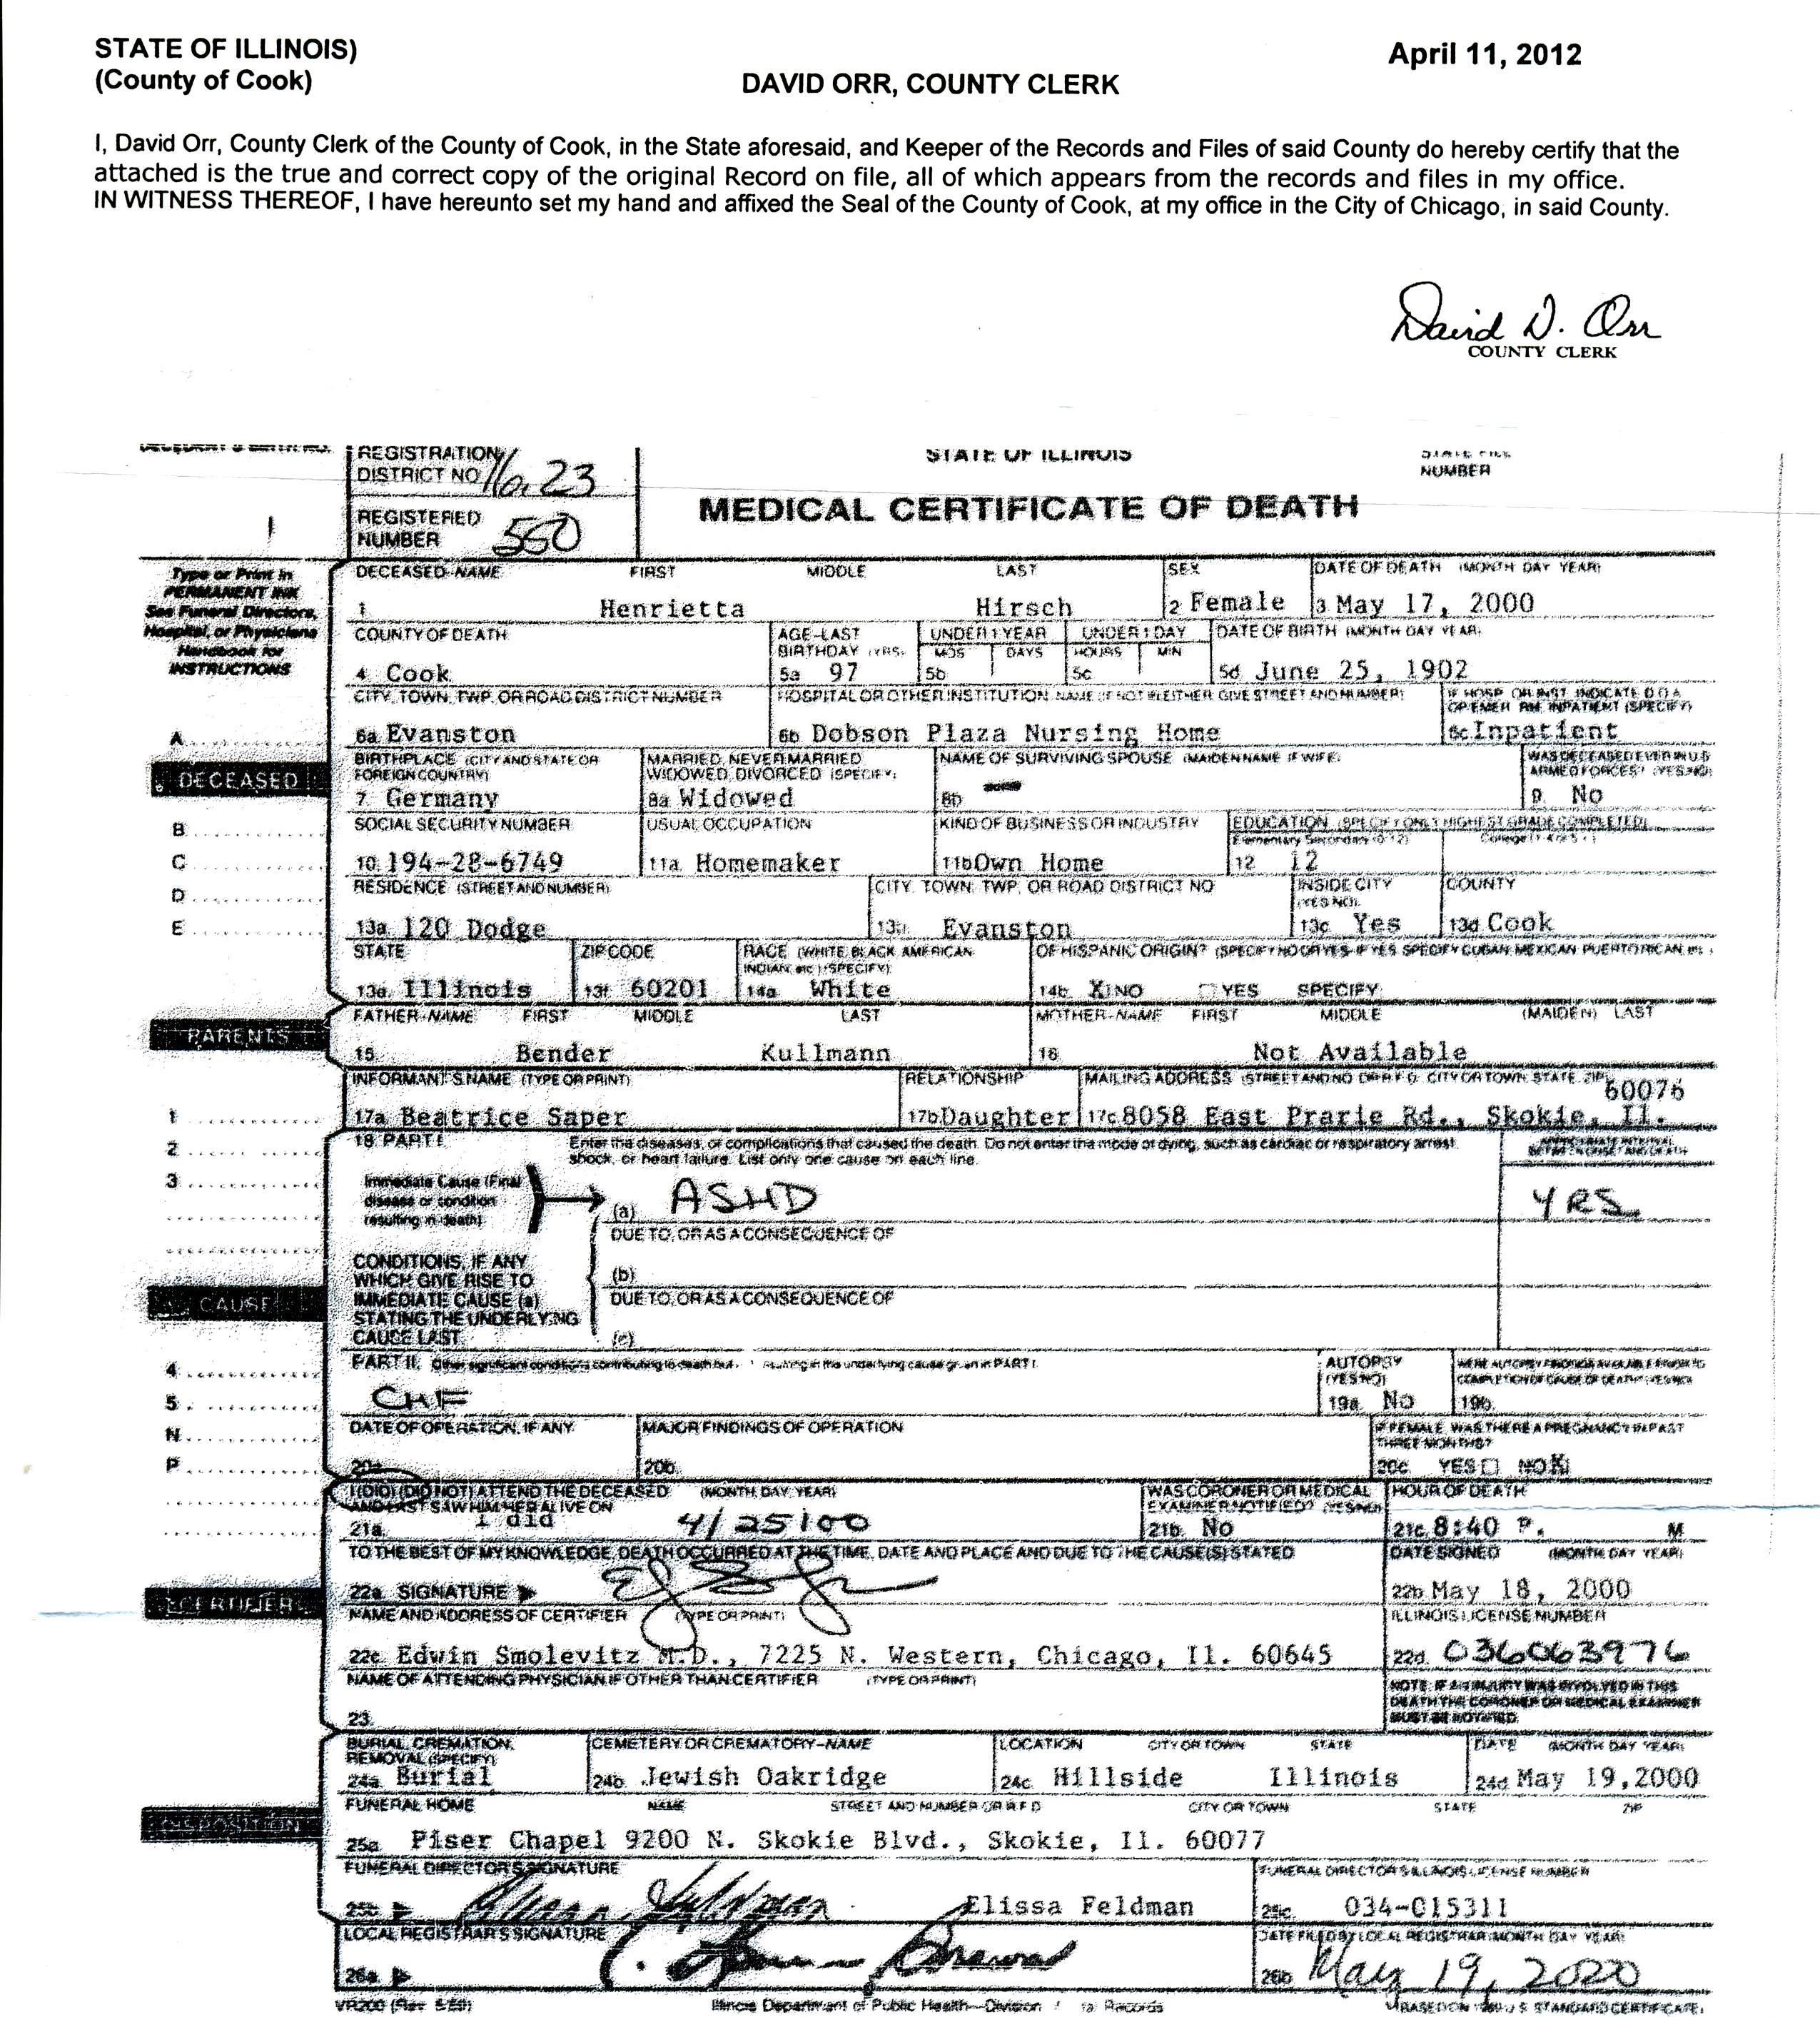 STATE OF ILLINOIS)
(County of Cook)
April 11, 2012
DAVID ORR, COUNTY CLERK
I, David Orr, County Clerk of the County of Cook, in the State aforesaid, and Keeper of the Records and Files of said County do hereby certify that the
attached is the true and correct copy of the original Record on file, all of which appears from the records and files in my office.
IN WITNESS THEREOF, I have hereunto set my hand and affixed the Seal of the County of Cook, at my office in the City of Chicago, in said County.
David D. Orr
COUNTY CLERK
REGISTRATION DISTRICT NO 16.23
STATE OF ILLINOIS
STATE FILE NUMBER
REGISTERED NUMBER 550
MEDICAL CERTIFICATE OF DEATH
Type or Print in
PERMANENT INK
See Funeral Directors,
Hospital, or Physicians
Handbook for
INSTRUCTIONS
DECEASED-NAME FIRST MIDDLE LAST SEX DATE OF DEATH (MONTH DAY YEAR)
1. Henrietta Hirsch 2 Female 3 May 17, 2000
COUNTY OF DEATH AGE-LAST BIRTHDAY (YRS.) UNDER 1 YEAR MOS DAYS UNDER 1 DAY HOURS MIN DATE OF BIRTH (MONTH DAY YEAR)
4. Cook 5a 97 5b 5c 5d June 25, 1902
CITY, TOWN, TWP, OR ROAD DISTRICT NUMBER HOSPITAL OR OTHER INSTITUTION-NAME (IF NOT IN EITHER GIVE STREET AND NUMBER) IF HOSP. OR INST. INDICATE D.O.A. OP/EMER. RM. INPATIENT (SPECIFY)
6a. Evanston 6b. Dobson Plaza Nursing Home 6c. Inpatient
A
DECEASED
BIRTHPLACE (CITY AND STATE OR FOREIGN COUNTRY) MARRIED, NEVER MARRIED WIDOWED, DIVORCED (SPECIFY) NAME OF SURVIVING SPOUSE (MAIDEN NAME IF WIFE) WAS DECEASED EVER IN U.S. ARMED FORCES? (YES/NO)
7. Germany 8a Widowed 8b 9. No
B
SOCIAL SECURITY NUMBER USUAL OCCUPATION KIND OF BUSINESS OR INDUSTRY EDUCATION (SPECIFY ONLY HIGHEST GRADE COMPLETED)
C
10. 194-28-6749 11a. Homemaker 11b Own Home 12 12
D
RESIDENCE (STREET AND NUMBER) CITY, TOWN, TWP, OR ROAD DISTRICT NO INSIDE CITY (YES NO) COUNTY
E
13a. 120 Dodge 13b. Evanston 13c. Yes 13d. Cook
STATE ZIP CODE RACE (WHITE, BLACK, AMERICAN INDIAN, etc.) (SPECIFY) OF HISPANIC ORIGIN? (SPECIFY NO OR YES-IF YES SPECIFY CUBAN, MEXICAN, PUERTO RICAN, etc.)
13e. Illinois 13f. 60201 14a. White 14b. X NO YES SPECIFY
PARENTS
FATHER-NAME FIRST MIDDLE LAST MOTHER-NAME FIRST MIDDLE (MAIDEN) LAST
15. Bender Kullmann 16. Not Available
INFORMANT'S NAME (TYPE OR PRINT) RELATIONSHIP MAILING ADDRESS (STREET AND NO. OR R.F.D. CITY OR TOWN, STATE, ZIP) 60076
1
17a. Beatrice Saper 17b Daughter 17c. 8058 East Prarie Rd., Skokie, Il.
2
18. PART I. Enter the diseases, or complications that caused the death. Do not enter the mode of dying, such as cardiac or respiratory arrest,
shock, or heart failure. List only one cause on each line.
APPROXIMATE INTERVAL BETWEEN ONSET AND DEATH
3
Immediate Cause (Final
disease or condition
resulting in death)
(a) ASHD YRS
DUE TO, OR AS A CONSEQUENCE OF
CONDITIONS, IF ANY
WHICH GIVE RISE TO
IMMEDIATE CAUSE (a)
STATING THE UNDERLYING
CAUSE LAST
(b)
DUE TO, OR AS A CONSEQUENCE OF
(c)
CAUSE
4
PART II. Other significant conditions contributing to death but resulting in the underlying cause given in PART I. AUTOPSY (YES NO) WERE AUTOPSY FINDINGS AVAILABLE PRIOR TO COMPLETION OF CAUSE OF DEATH? (YES NO)
5
CHF 19a. No 19b.
N
DATE OF OPERATION, IF ANY MAJOR FINDINGS OF OPERATION IF FEMALE, WAS THERE A PREGNANCY IN PAST THREE MONTHS?
P
20a. 20b. 20c. YES NO X
I (DID) (DID NOT) ATTEND THE DECEASED (MONTH, DAY, YEAR) WAS CORONER OR MEDICAL EXAMINER NOTIFIED? (YES/NO) HOUR OF DEATH
AND LAST SAW HIM/HER ALIVE ON
21a. I did 4/25/00 21b. No 21c. 8:40 P. M
TO THE BEST OF MY KNOWLEDGE, DEATH OCCURRED AT THE TIME, DATE AND PLACE AND DUE TO THE CAUSE(S) STATED DATE SIGNED (MONTH DAY YEAR)
22a. SIGNATURE 22b. May 18, 2000
CERTIFIER
NAME AND ADDRESS OF CERTIFIER (TYPE OR PRINT) ILLINOIS LICENSE NUMBER
22c. Edwin Smolevitz M.D., 7225 N. Western, Chicago, Il. 60645 22d. 036063976
NAME OF ATTENDING PHYSICIAN IF OTHER THAN CERTIFIER (TYPE OR PRINT)
NOTE: IF AN INJURY WAS INVOLVED IN THIS
DEATH THE CORONER OR MEDICAL EXAMINER
MUST BE NOTIFIED.
23.
BURIAL, CREMATION, REMOVAL (SPECIFY) CEMETERY OR CREMATORY-NAME LOCATION CITY OR TOWN STATE DATE (MONTH DAY YEAR)
24a. Burial 24b. Jewish Oakridge 24c. Hillside Illinois 24d May 19,2000
DISPOSITION
FUNERAL HOME NAME STREET AND NUMBER OR R.F.D. CITY OR TOWN STATE ZIP
25a. Piser Chapel 9200 N. Skokie Blvd., Skokie, Il. 60077
FUNERAL DIRECTOR'S SIGNATURE FUNERAL DIRECTOR'S ILLINOIS LICENSE NUMBER
25b. Elissa Feldman 25c. 034-015311
LOCAL REGISTRAR'S SIGNATURE DATE FILED BY LOCAL REGISTRAR (MONTH DAY YEAR)
26a. 26b. May 19, 2000
VR200 (Rev. 5/89) Illinois Department of Public Health-Division Records (BASED ON 1989 U.S. STANDARD CERTIFICATE)